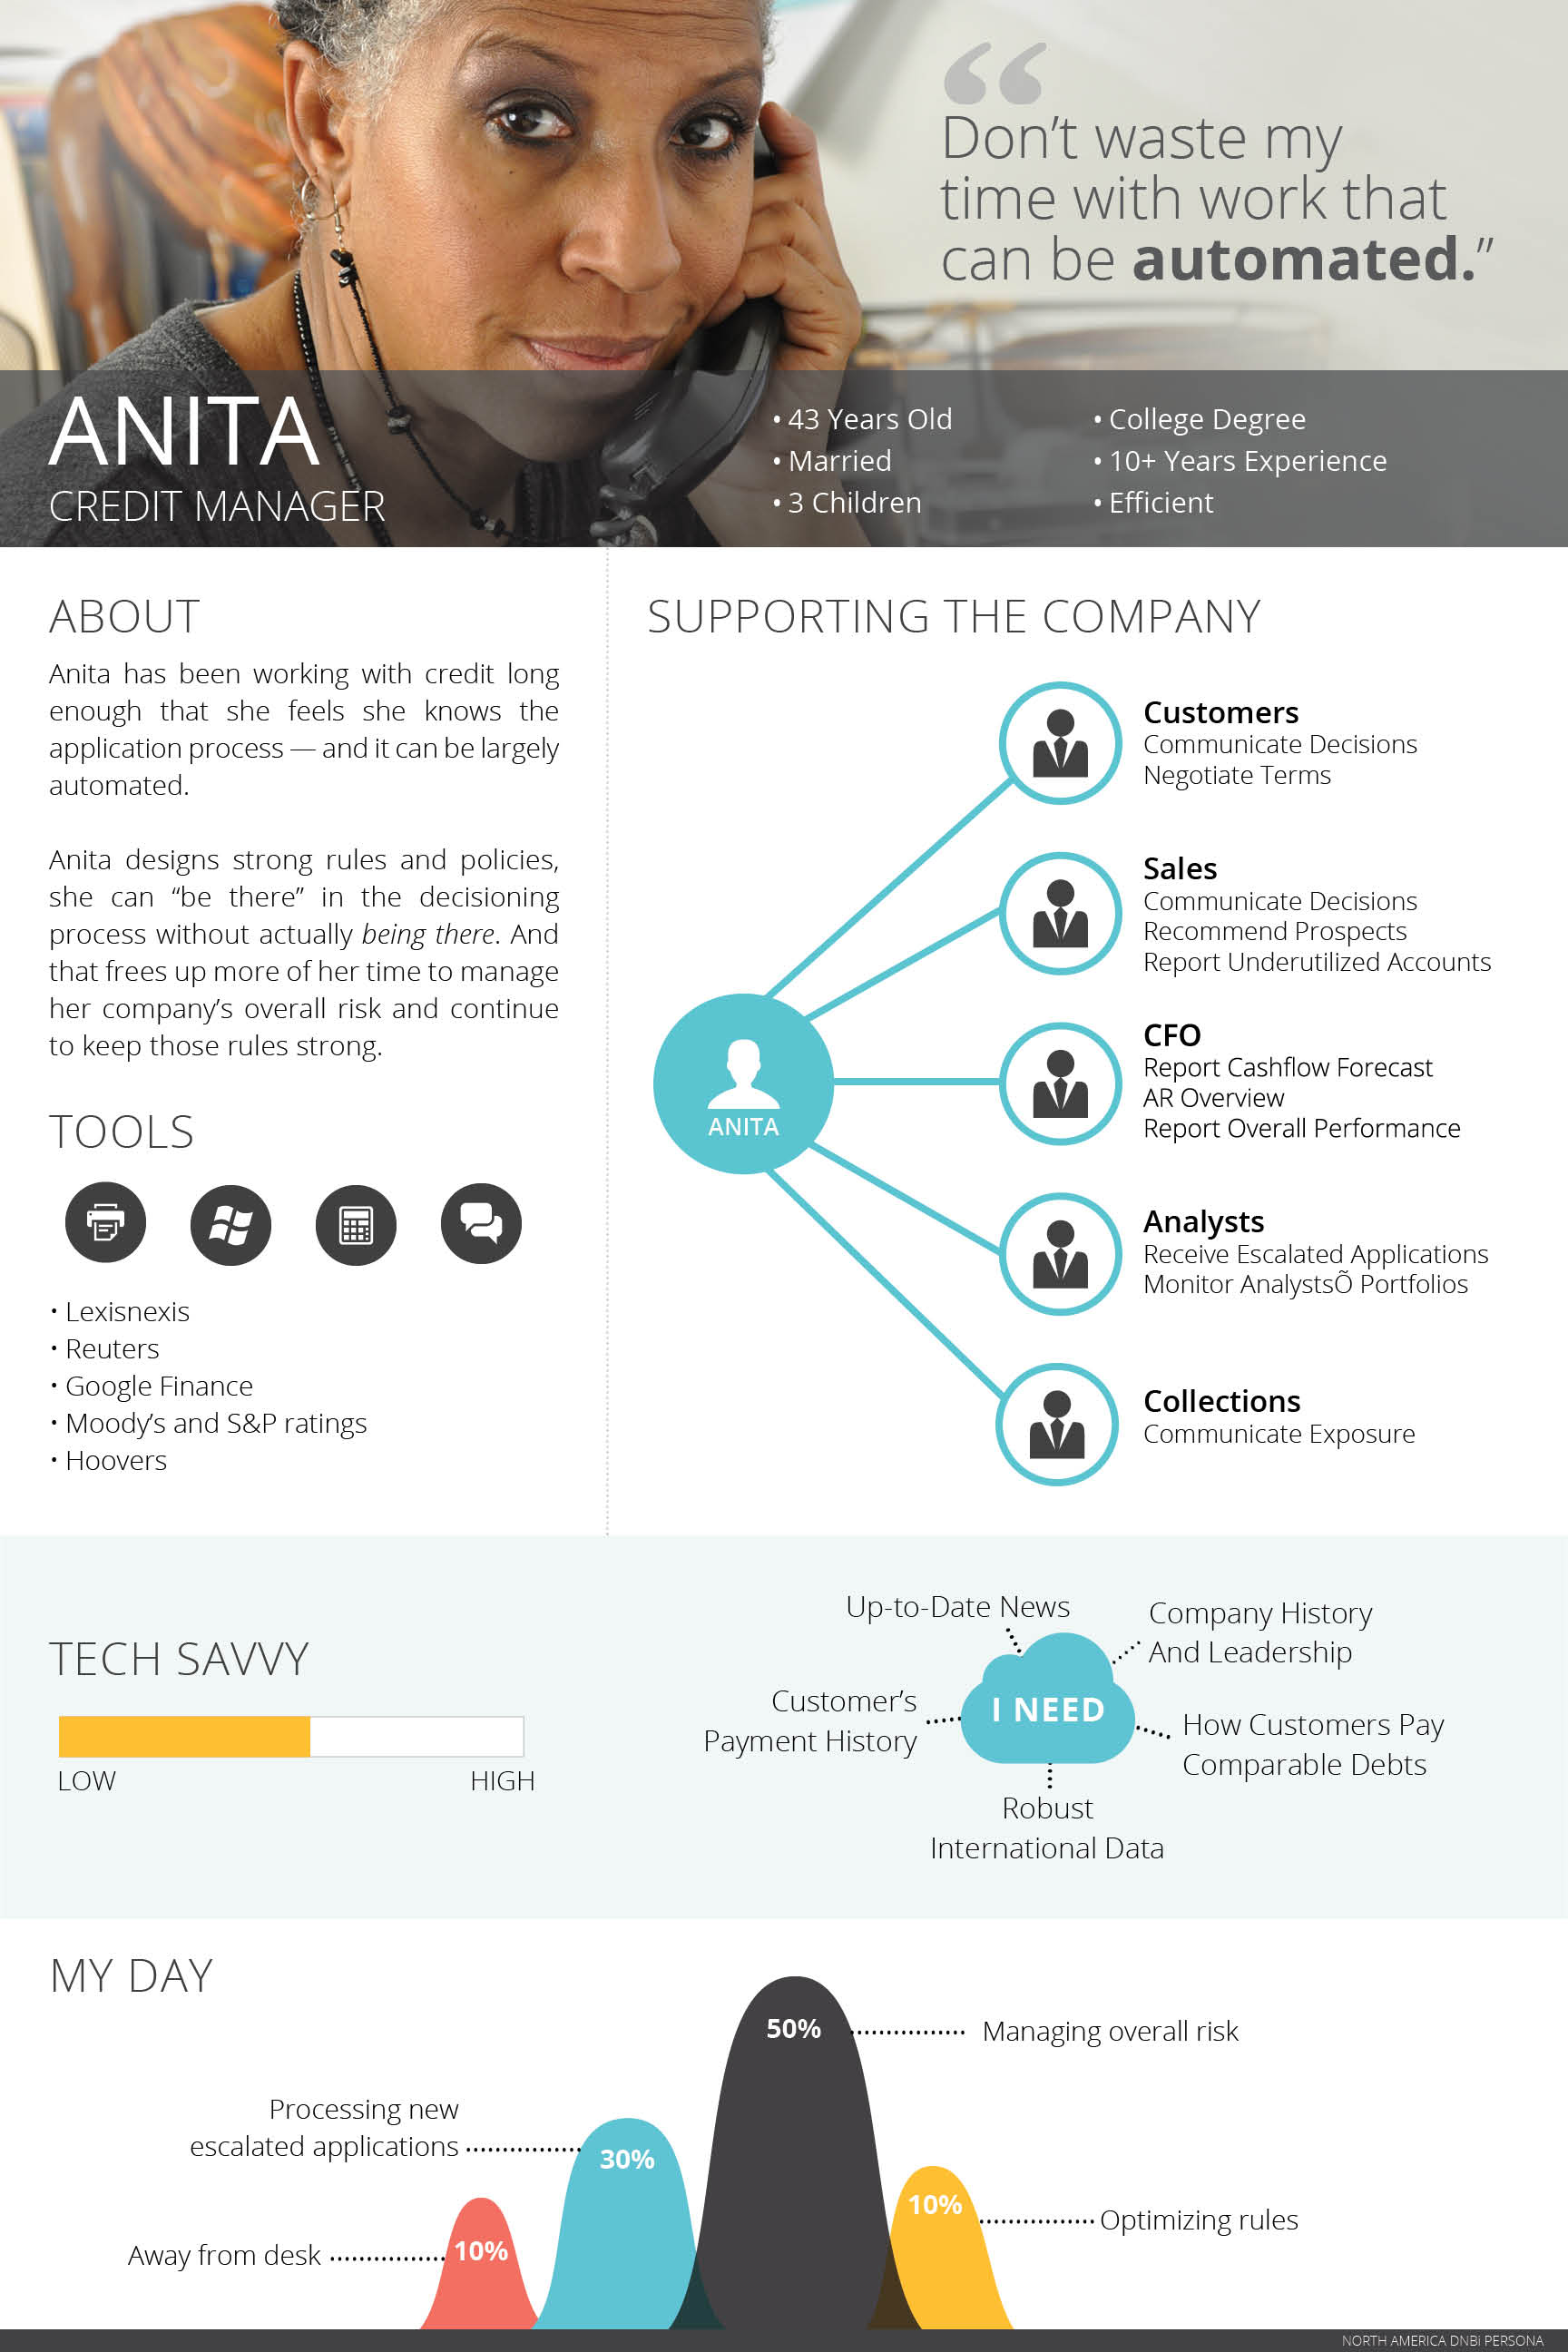 “
Don’t waste my
time with work that
can be automated.”
ANITA
CREDIT MANAGER
• 43 Years Old
• Married
• 3 Children
• College Degree
• 10+ Years Experience
• Efficient
ABOUT
Anita has been working with credit long
enough that she feels she knows the
application process — and it can be largely
automated.
Anita designs strong rules and policies,
she can “be there” in the decisioning
process without actually being there. And
that frees up more of her time to manage
her company’s overall risk and continue
to keep those rules strong.
TOOLS
• Lexisnexis
• Reuters
• Google Finance
• Moody’s and S&P ratings
• Hoovers
SUPPORTING THE COMPANY
ANITA
Customers
Communicate Decisions
Negotiate Terms
Sales
Communicate Decisions
Recommend Prospects
Report Underutilized Accounts
CFO
Report Cashflow Forecast
AR Overview
Report Overall Performance
Analysts
Receive Escalated Applications
Monitor AnalystsÕ Portfolios
Collections
Communicate Exposure
TECH SAVVY
LOW
HIGH
I NEED
Up-to-Date News
Company History
And Leadership
Customer’s
Payment History
How Customers Pay
Comparable Debts
Robust
International Data
MY DAY
50%
Managing overall risk
Processing new
escalated applications
30%
10%
Optimizing rules
Away from desk
10%
NORTH AMERICA DNBi PERSONA